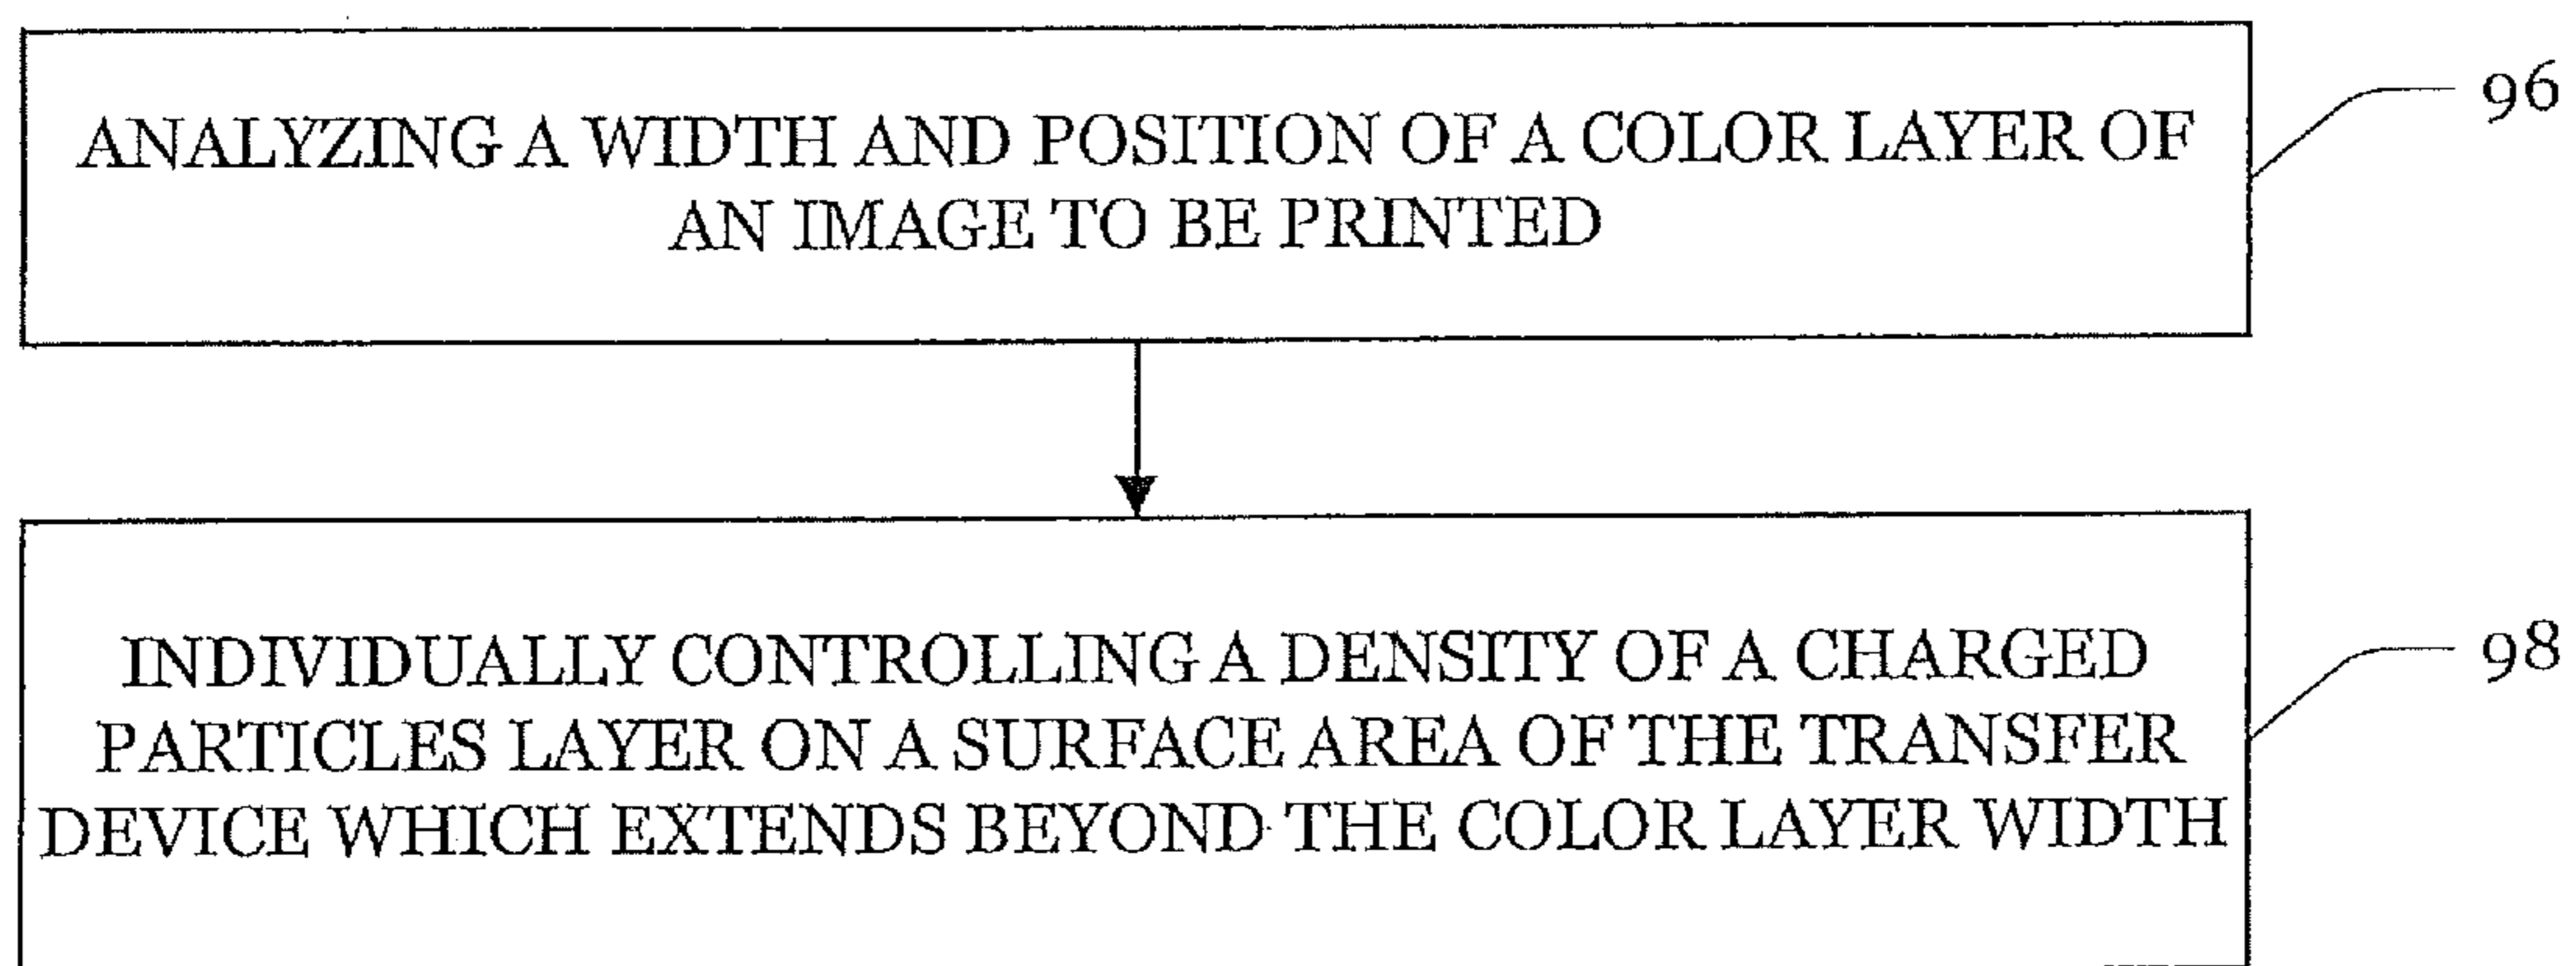 ANALYZING A WIDTH AND POSITION OF A COLOR LAYER OF
AN IMAGE TO BE PRINTED
96
INDIVIDUALLY CONTROLLING A DENSITY OF A CHARGED
PARTICLES LAYER ON A SURFACE AREA OF THE TRANSFER
DEVICE WHICH EXTENDS BEYOND THE COLOR LAYER WIDTH
98